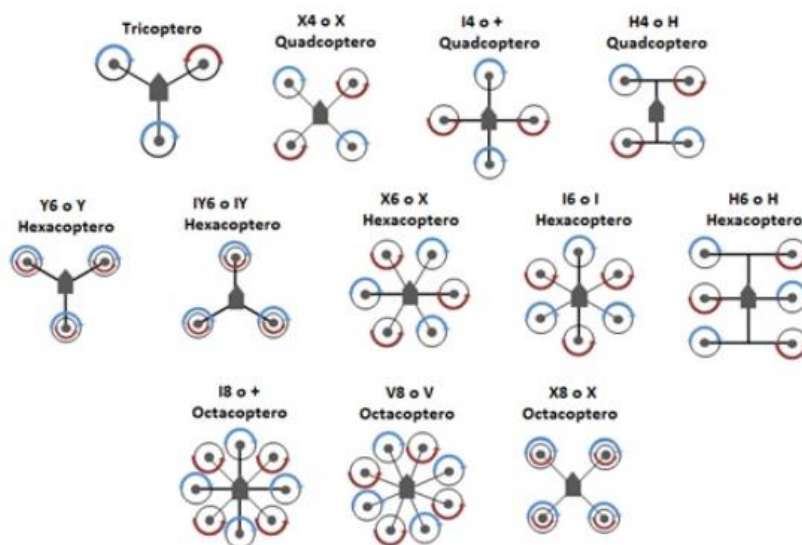 Tricoptero
X4 o X
Quadcoptero
I4 o +
Quadcoptero
H4 o H
Quadcoptero
Y6 o Y
Hexacoptero
IY6 o IY
Hexacoptero
X6 o X
Hexacoptero
I6 o I
Hexacoptero
H6 o H
Hexacoptero
I8 o +
Octacoptero
V8 o V
Octacoptero
X8 o X
Octacoptero